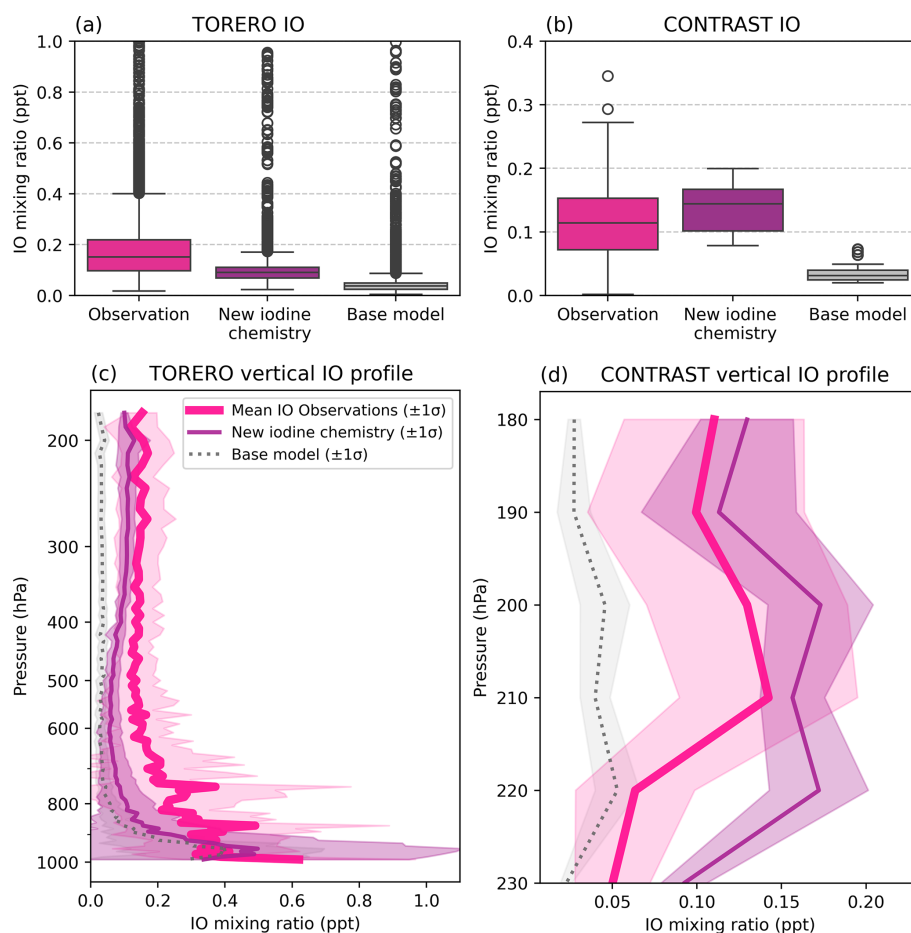 (a) TORERO IO
IO mixing ratio (ppt)
1.0
0.8
0.6
0.4
0.2
0.0
Observation
New iodine
chemistry
Base model
(b) CONTRAST IO
IO mixing ratio (ppt)
0.4
0.3
0.2
0.1
0.0
Observation
New iodine
chemistry
Base model
(c) TORERO vertical IO profile
Mean IO Observations (±1σ)
New iodine chemistry (±1σ)
Base model (±1σ)
Pressure (hPa)
200
300
400
500
600
800
1000
0.0 0.2 0.4 0.6 0.8 1.0
IO mixing ratio (ppt)
(d) CONTRAST vertical IO profile
Pressure (hPa)
180
190
200
210
220
230
0.05 0.10 0.15 0.20
IO mixing ratio (ppt)